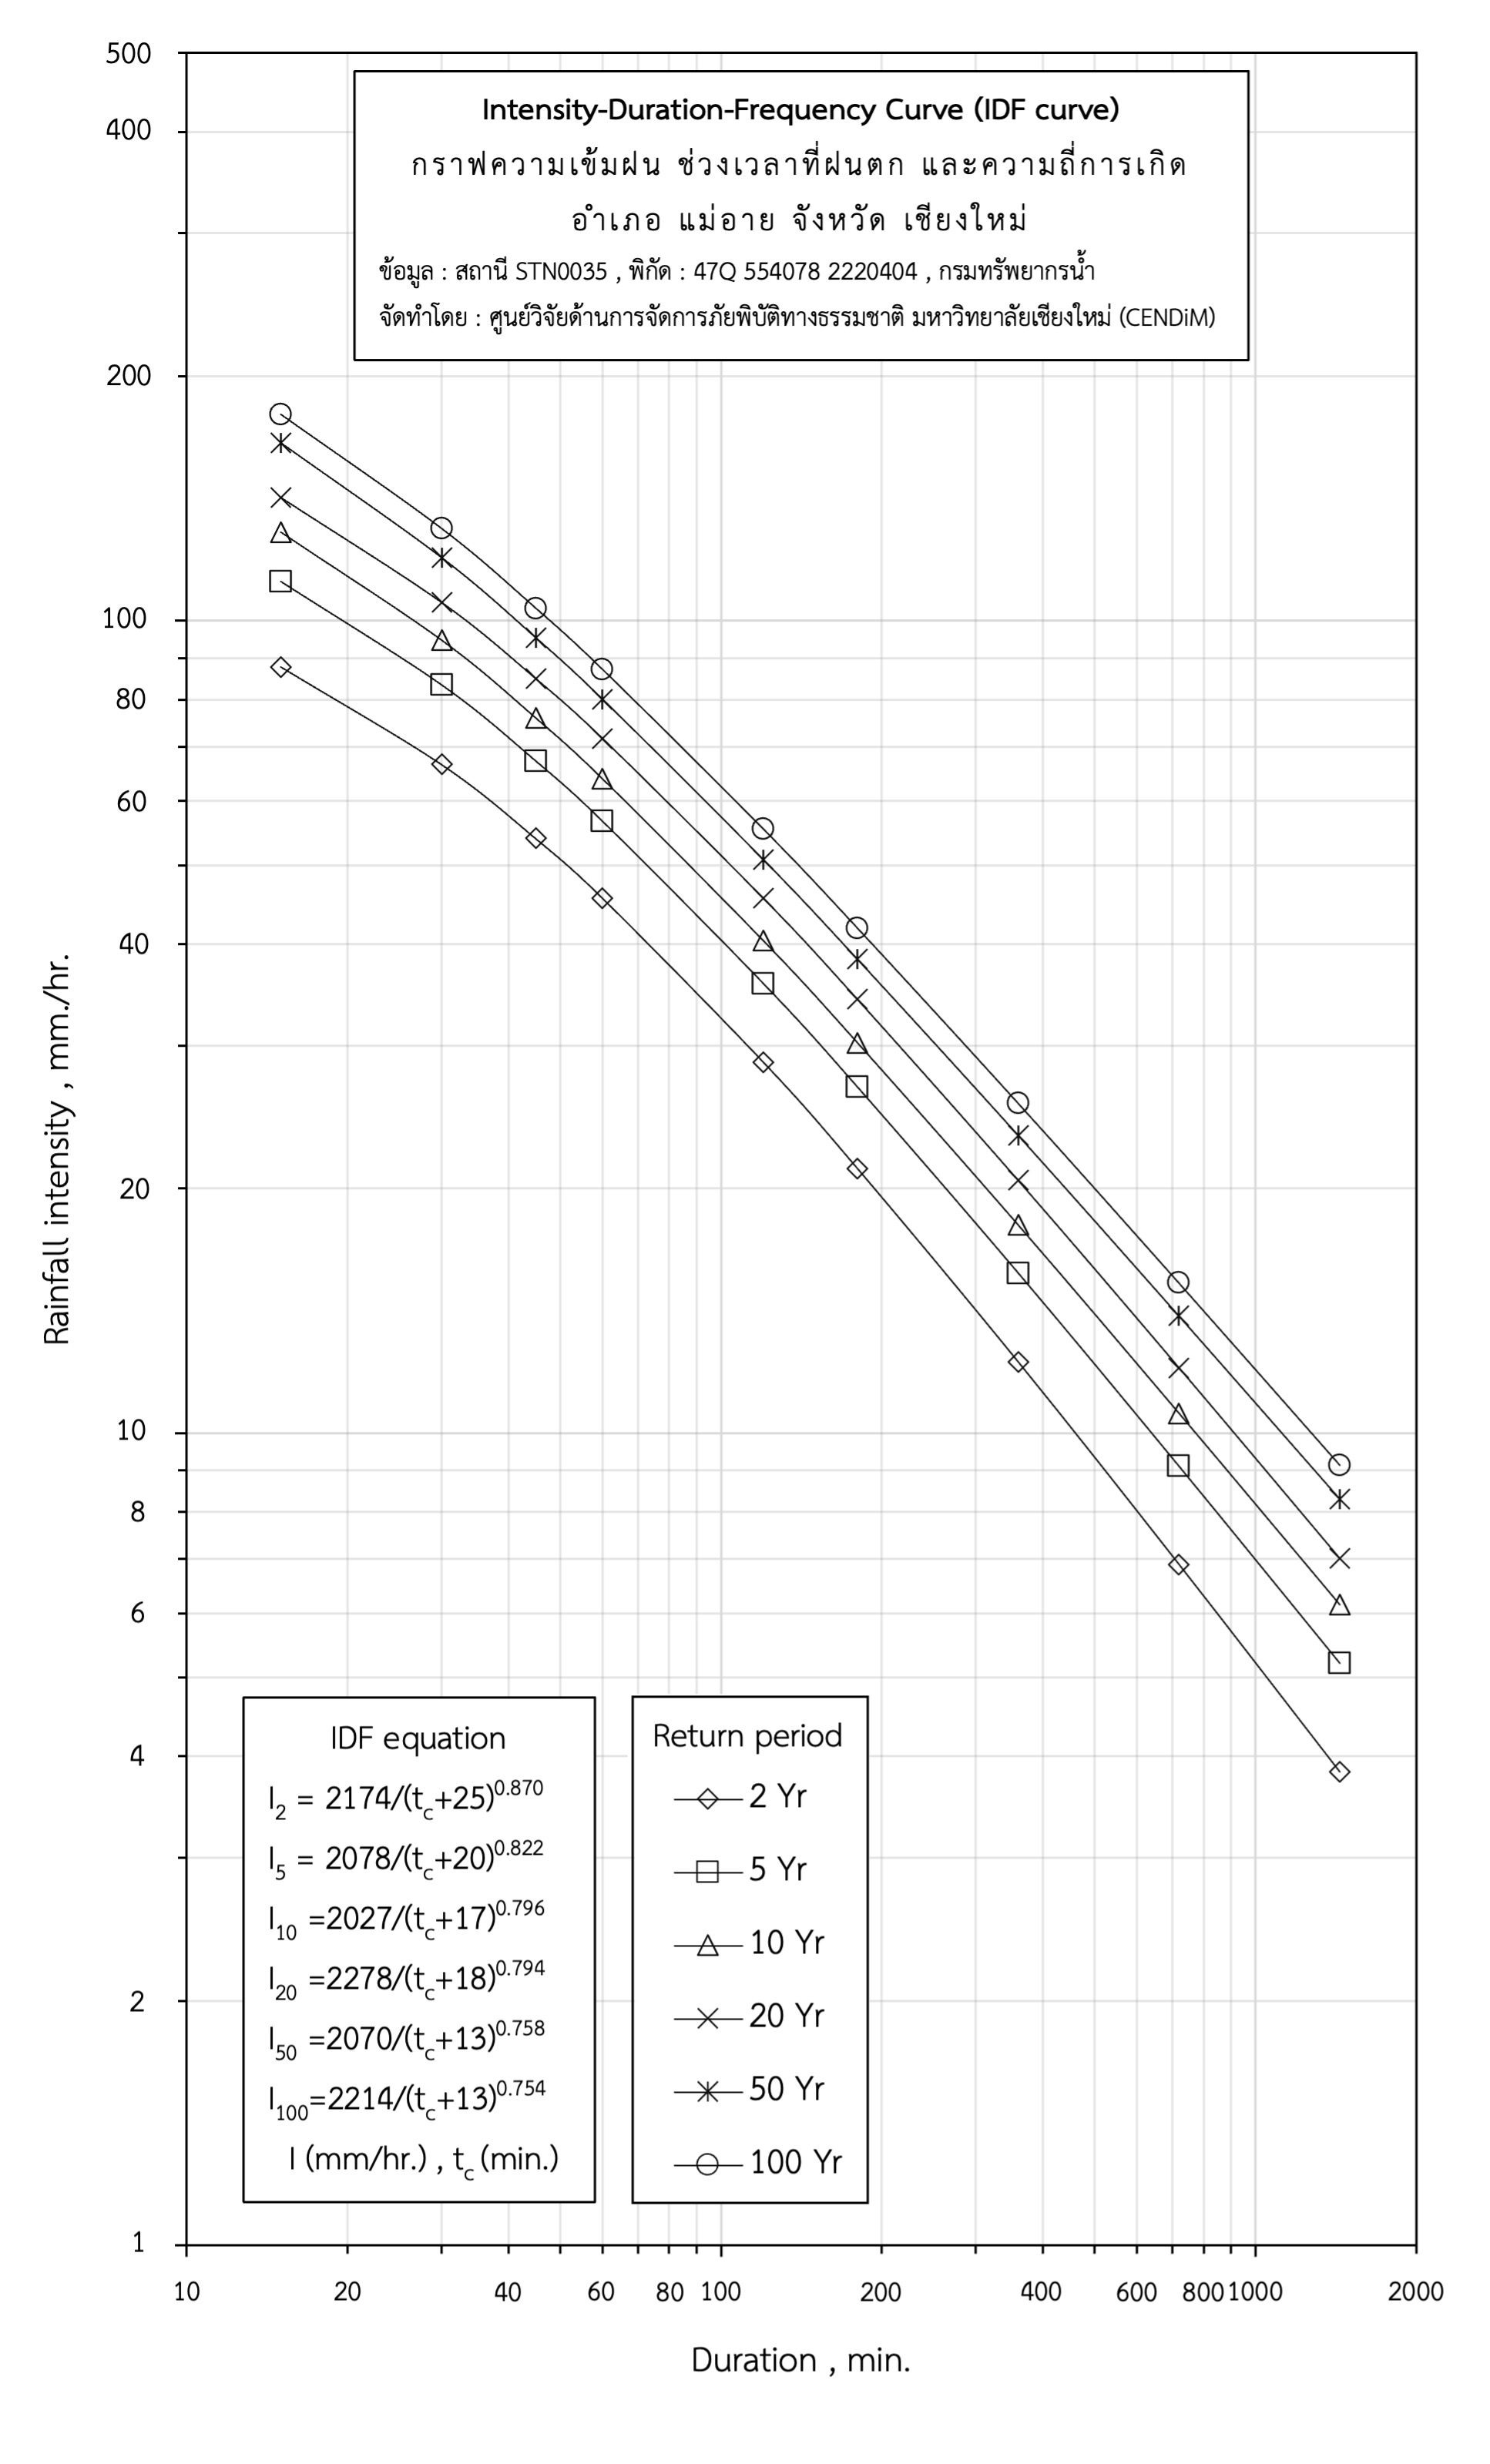 Intensity-Duration-Frequency Curve (IDF curve)
กราฟความเข้มฝน ช่วงเวลาที่ฝนตก และความถี่การเกิด
อำเภอ แม่อาย จังหวัด เชียงใหม่
ข้อมูล : สถานี STN0035 , พิกัด : 47Q 554078 2220404 , กรมทรัพยากรน้ำ
จัดทำโดย : ศูนย์วิจัยด้านการจัดการภัยพิบัติทางธรรมชาติ มหาวิทยาลัยเชียงใหม่ (CENDiM)
500
400
200
100
80
60
40
20
10
8
6
4
2
1
Rainfall intensity , mm./hr.
IDF equation
I₂ = 2174/(t_c+25)^0.870
I₅ = 2078/(t_c+20)^0.822
I₁₀ =2027/(t_c+17)^0.796
I₂₀ =2278/(t_c+18)^0.794
I₅₀ =2070/(t_c+13)^0.758
I₁₀₀=2214/(t_c+13)^0.754
I (mm/hr.) , t_c (min.)
Return period
2 Yr
5 Yr
10 Yr
20 Yr
50 Yr
100 Yr
10 20 40 60 80 100 200 400 600 800 1000 2000
Duration , min.